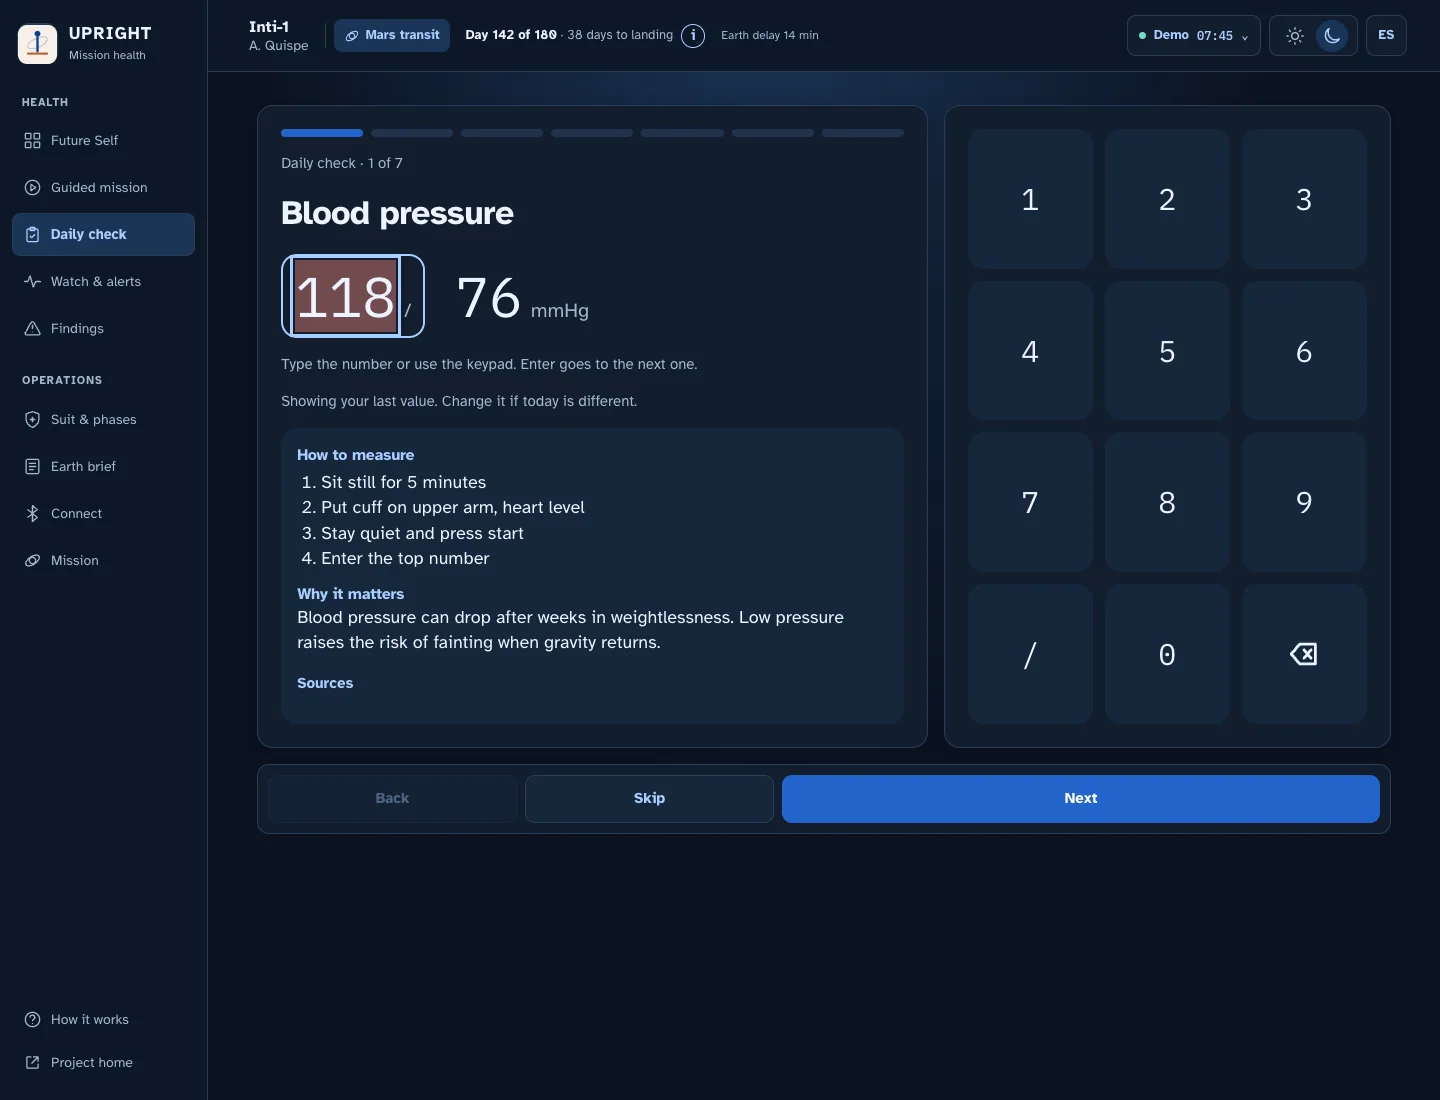 UPRIGHT
Mission health
HEALTH
Future Self
Guided mission
Daily check
Watch & alerts
Findings
OPERATIONS
Suit & phases
Earth brief
Connect
Mission
How it works
Project home
Inti-1
A. Quispe
Mars transit
Day 142 of 180 · 38 days to landing
i
Earth delay 14 min
Demo 07:45
ES
Daily check · 1 of 7
Blood pressure
118 / 76 mmHg
Type the number or use the keypad. Enter goes to the next one.
Showing your last value. Change it if today is different.
How to measure
1. Sit still for 5 minutes
2. Put cuff on upper arm, heart level
3. Stay quiet and press start
4. Enter the top number
Why it matters
Blood pressure can drop after weeks in weightlessness. Low pressure
raises the risk of fainting when gravity returns.
Sources
1 2 3
4 5 6
7 8 9
/ 0
Back
Skip
Next